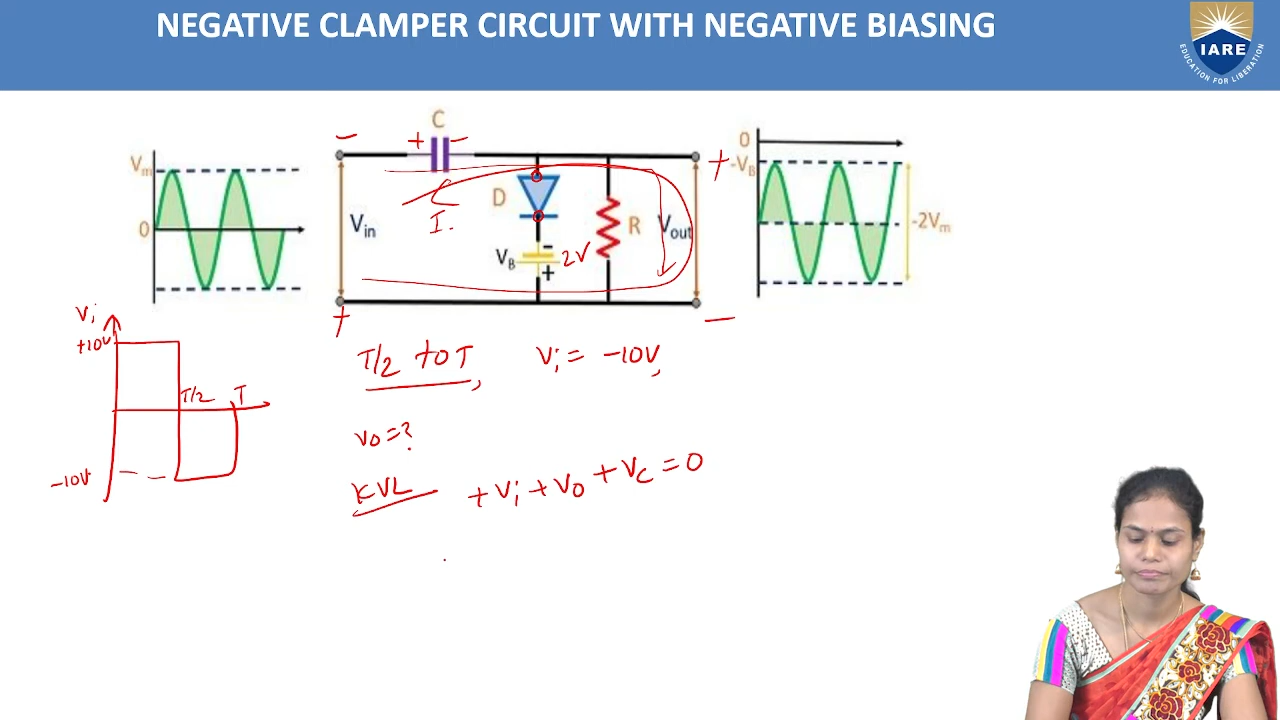 NEGATIVE CLAMPER CIRCUIT WITH NEGATIVE BIASING
IARE
EDUCATION FOR LIBERATION
Vm
0
C
+ -
-
+
Vin
D
I.
VB
-
+
2V
R
Vout
+
-
0
-VB
-2Vm
Vi
+10V
T/2
T
-10V
T/2 to T, Vi = -10V,
V0 = ?
KVL +Vi + V0 + Vc = 0